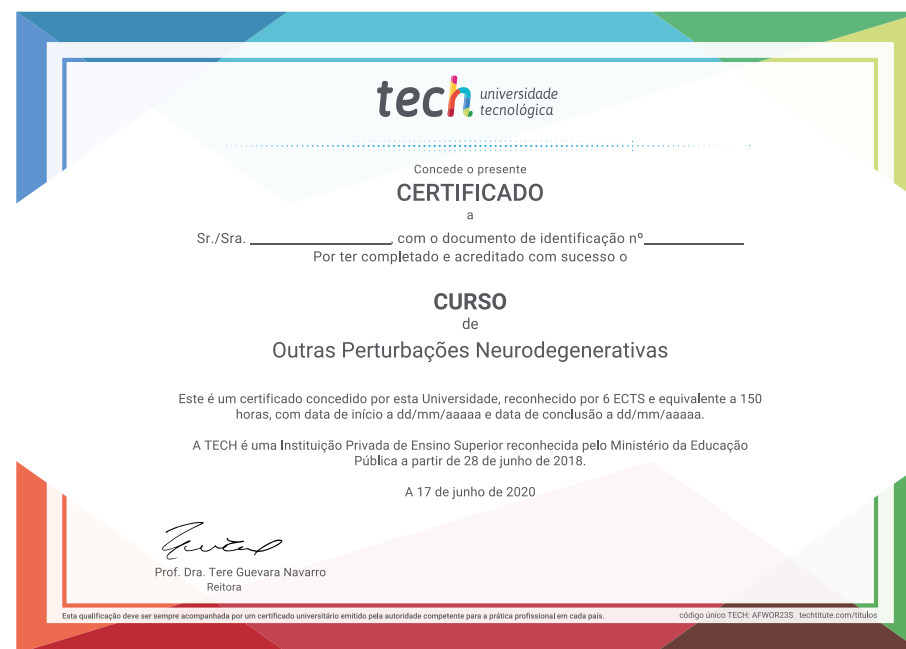 tech universidade
tecnológica
Concede o presente
CERTIFICADO
a
Sr./Sra. ________________, com o documento de identificação nº____________
Por ter completado e acreditado com sucesso o
CURSO
de
Outras Perturbações Neurodegenerativas
Este é um certificado concedido por esta Universidade, reconhecido por 6 ECTS e equivalente a 150
horas, com data de início a dd/mm/aaaaa e data de conclusão a dd/mm/aaaaa.
A TECH é uma Instituição Privada de Ensino Superior reconhecida pelo Ministério da Educação
Pública a partir de 28 de junho de 2018.
A 17 de junho de 2020
Prof. Dra. Tere Guevara Navarro
Reitora
Esta qualificação deve ser sempre acompanhada por um certificado universitário emitido pela autoridade competente para a prática profissional em cada país.
código único TECH: AFWOR23S techtitute.com/titulos